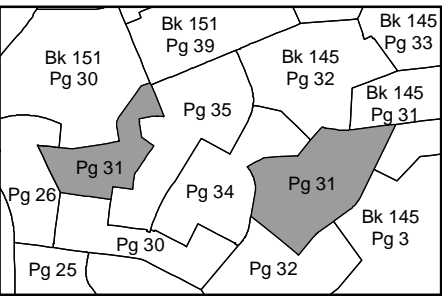 Bk 151
Pg 39
Bk 145
Pg 33
Bk 151
Pg 30
Bk 145
Pg 32
Bk 145
Pg 31
Pg 35
Pg 31
Pg 31
Pg 26
Pg 34
Bk 145
Pg 3
Pg 30
Pg 25
Pg 32